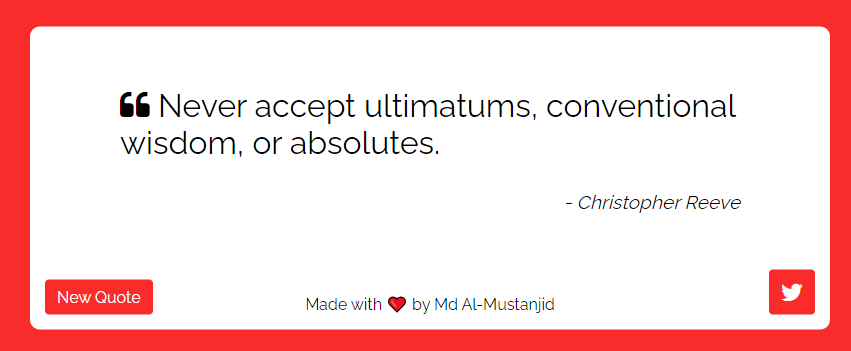 ❝ Never accept ultimatums, conventional
wisdom, or absolutes.
- Christopher Reeve
New Quote
Made with ❤ by Md Al-Mustanjid